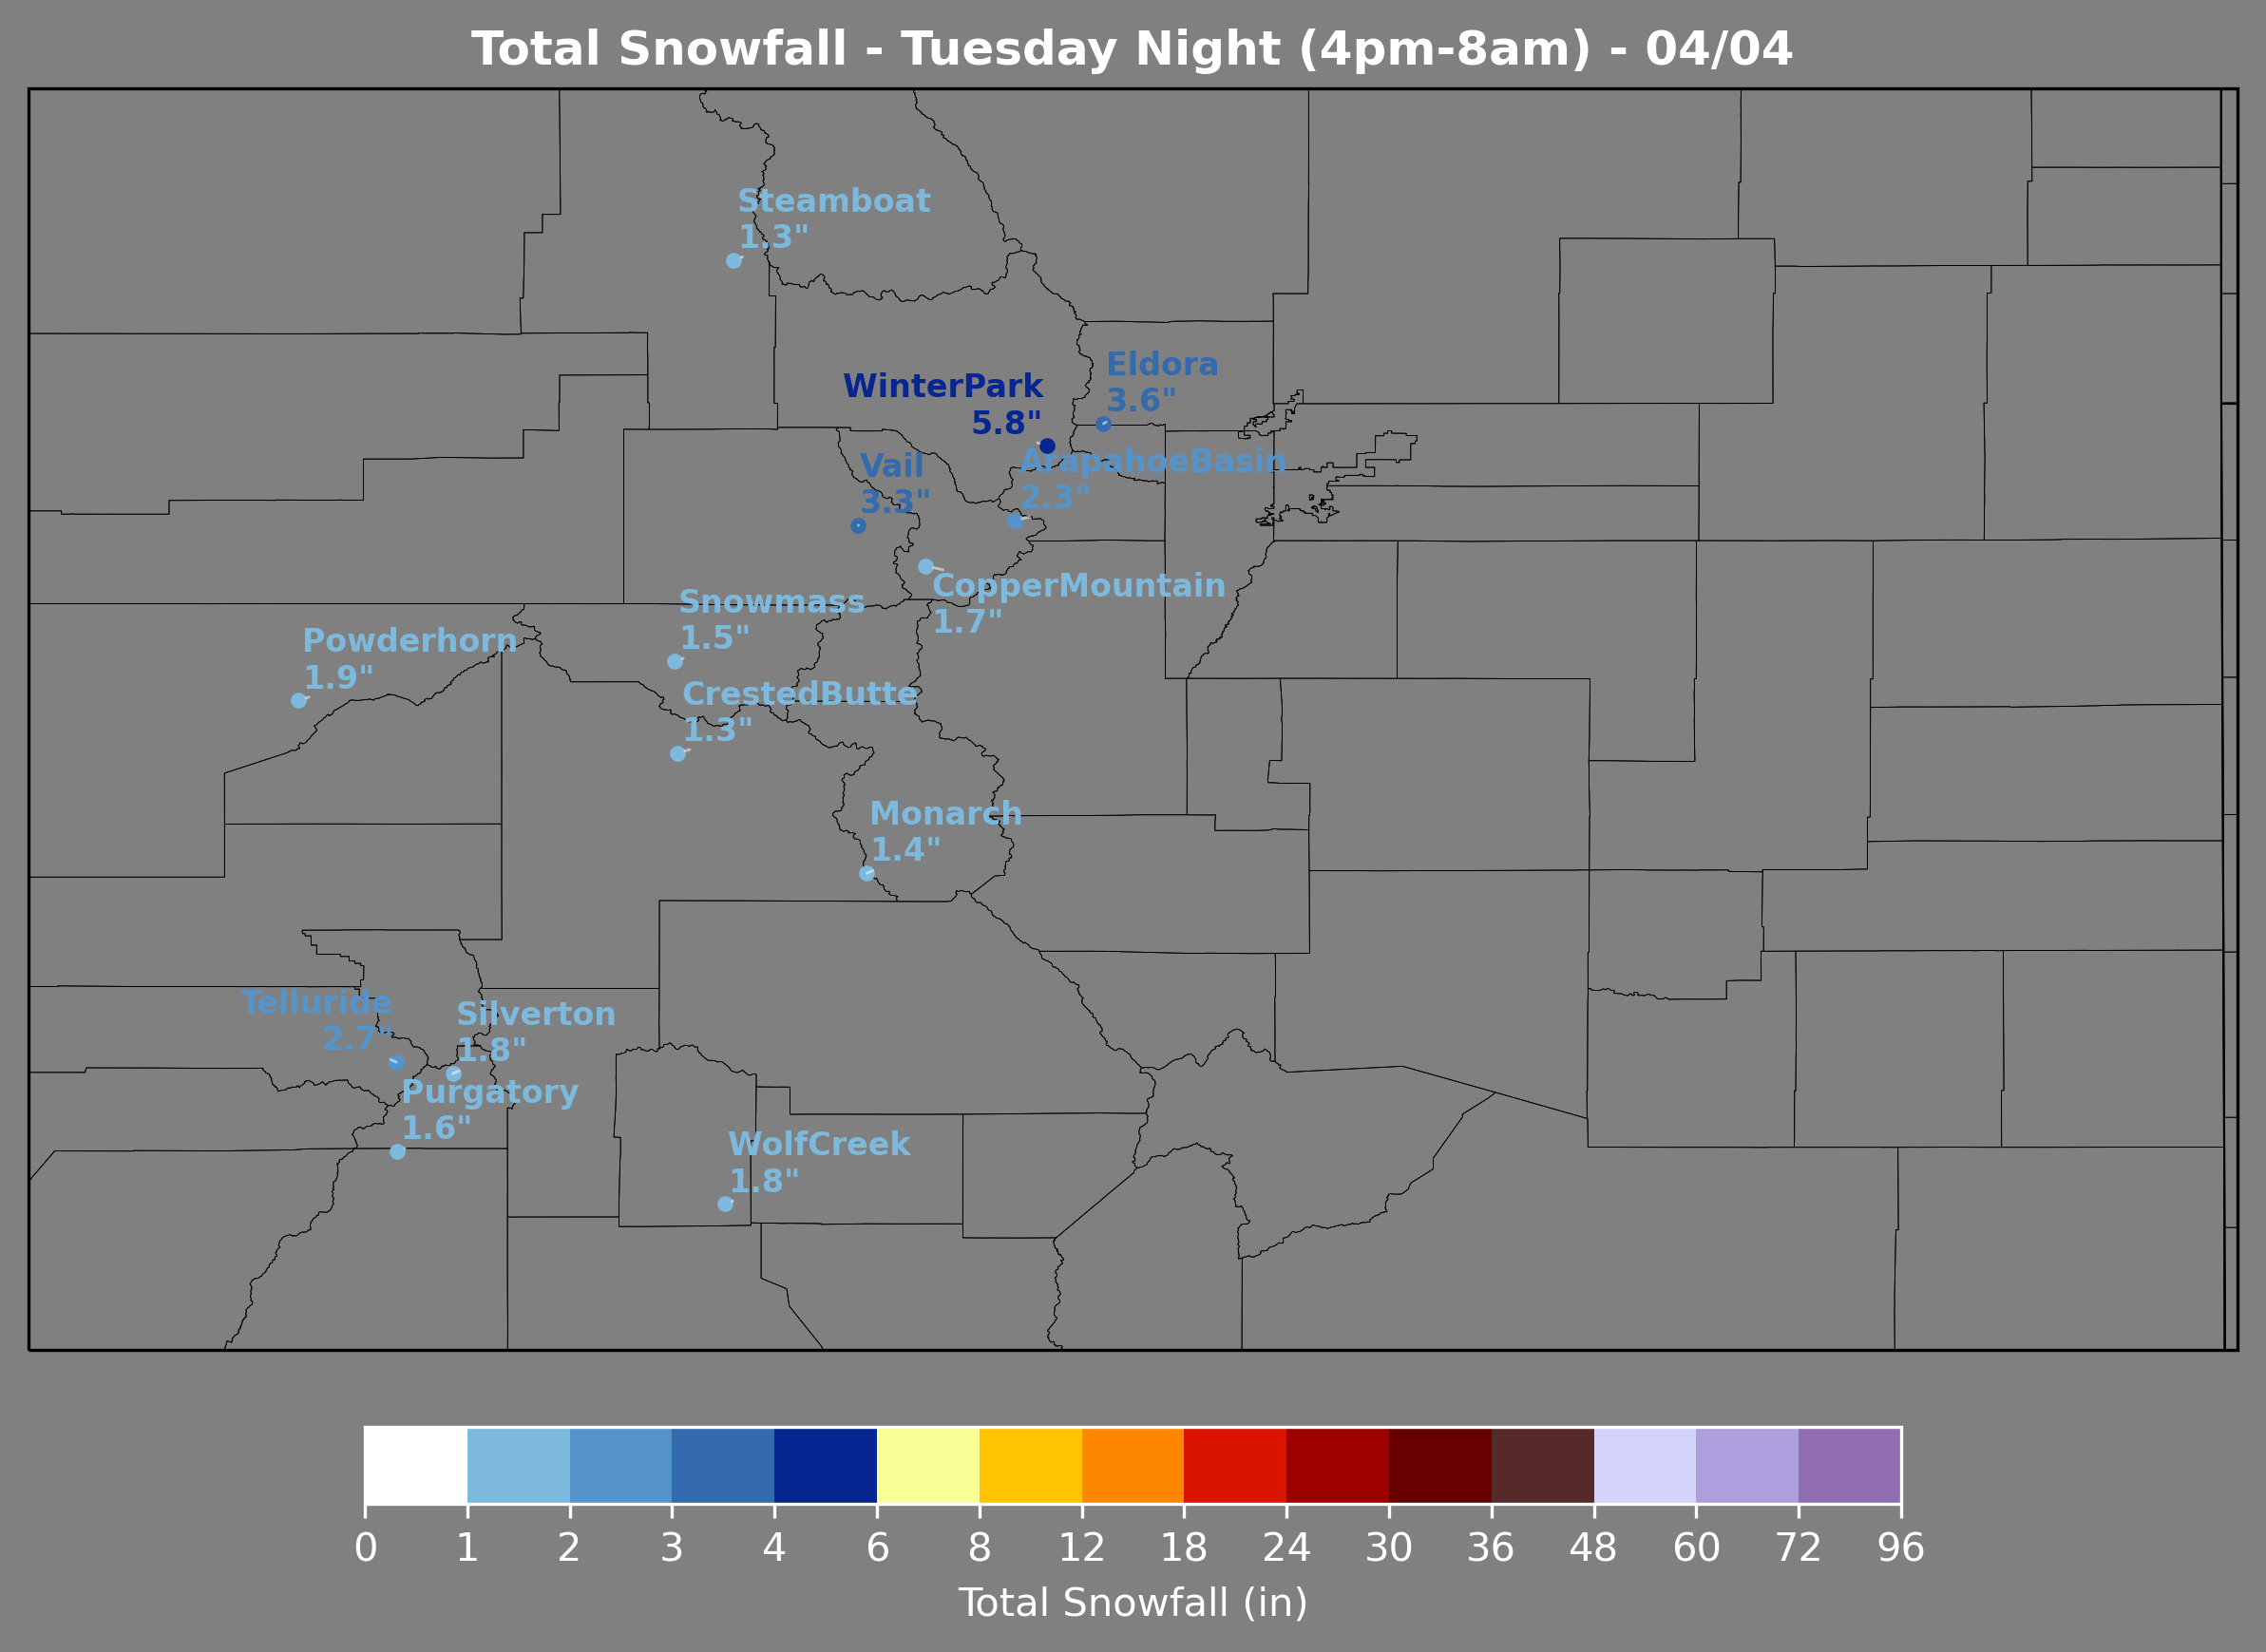 Total Snowfall - Tuesday Night (4pm-8am) - 04/04
Steamboat
1.3"
Eldora
3.6"
WinterPark
5.8"
ArapahoeBasin
2.3"
Vail
3.3"
CopperMountain
1.7"
Snowmass
1.5"
Powderhorn
1.9"
CrestedButte
1.3"
Monarch
1.4"
Telluride
2.7"
Silverton
1.8"
Purgatory
1.6"
WolfCreek
1.8"
0 1 2 3 4 6 8 12 18 24 30 36 48 60 72 96
Total Snowfall (in)